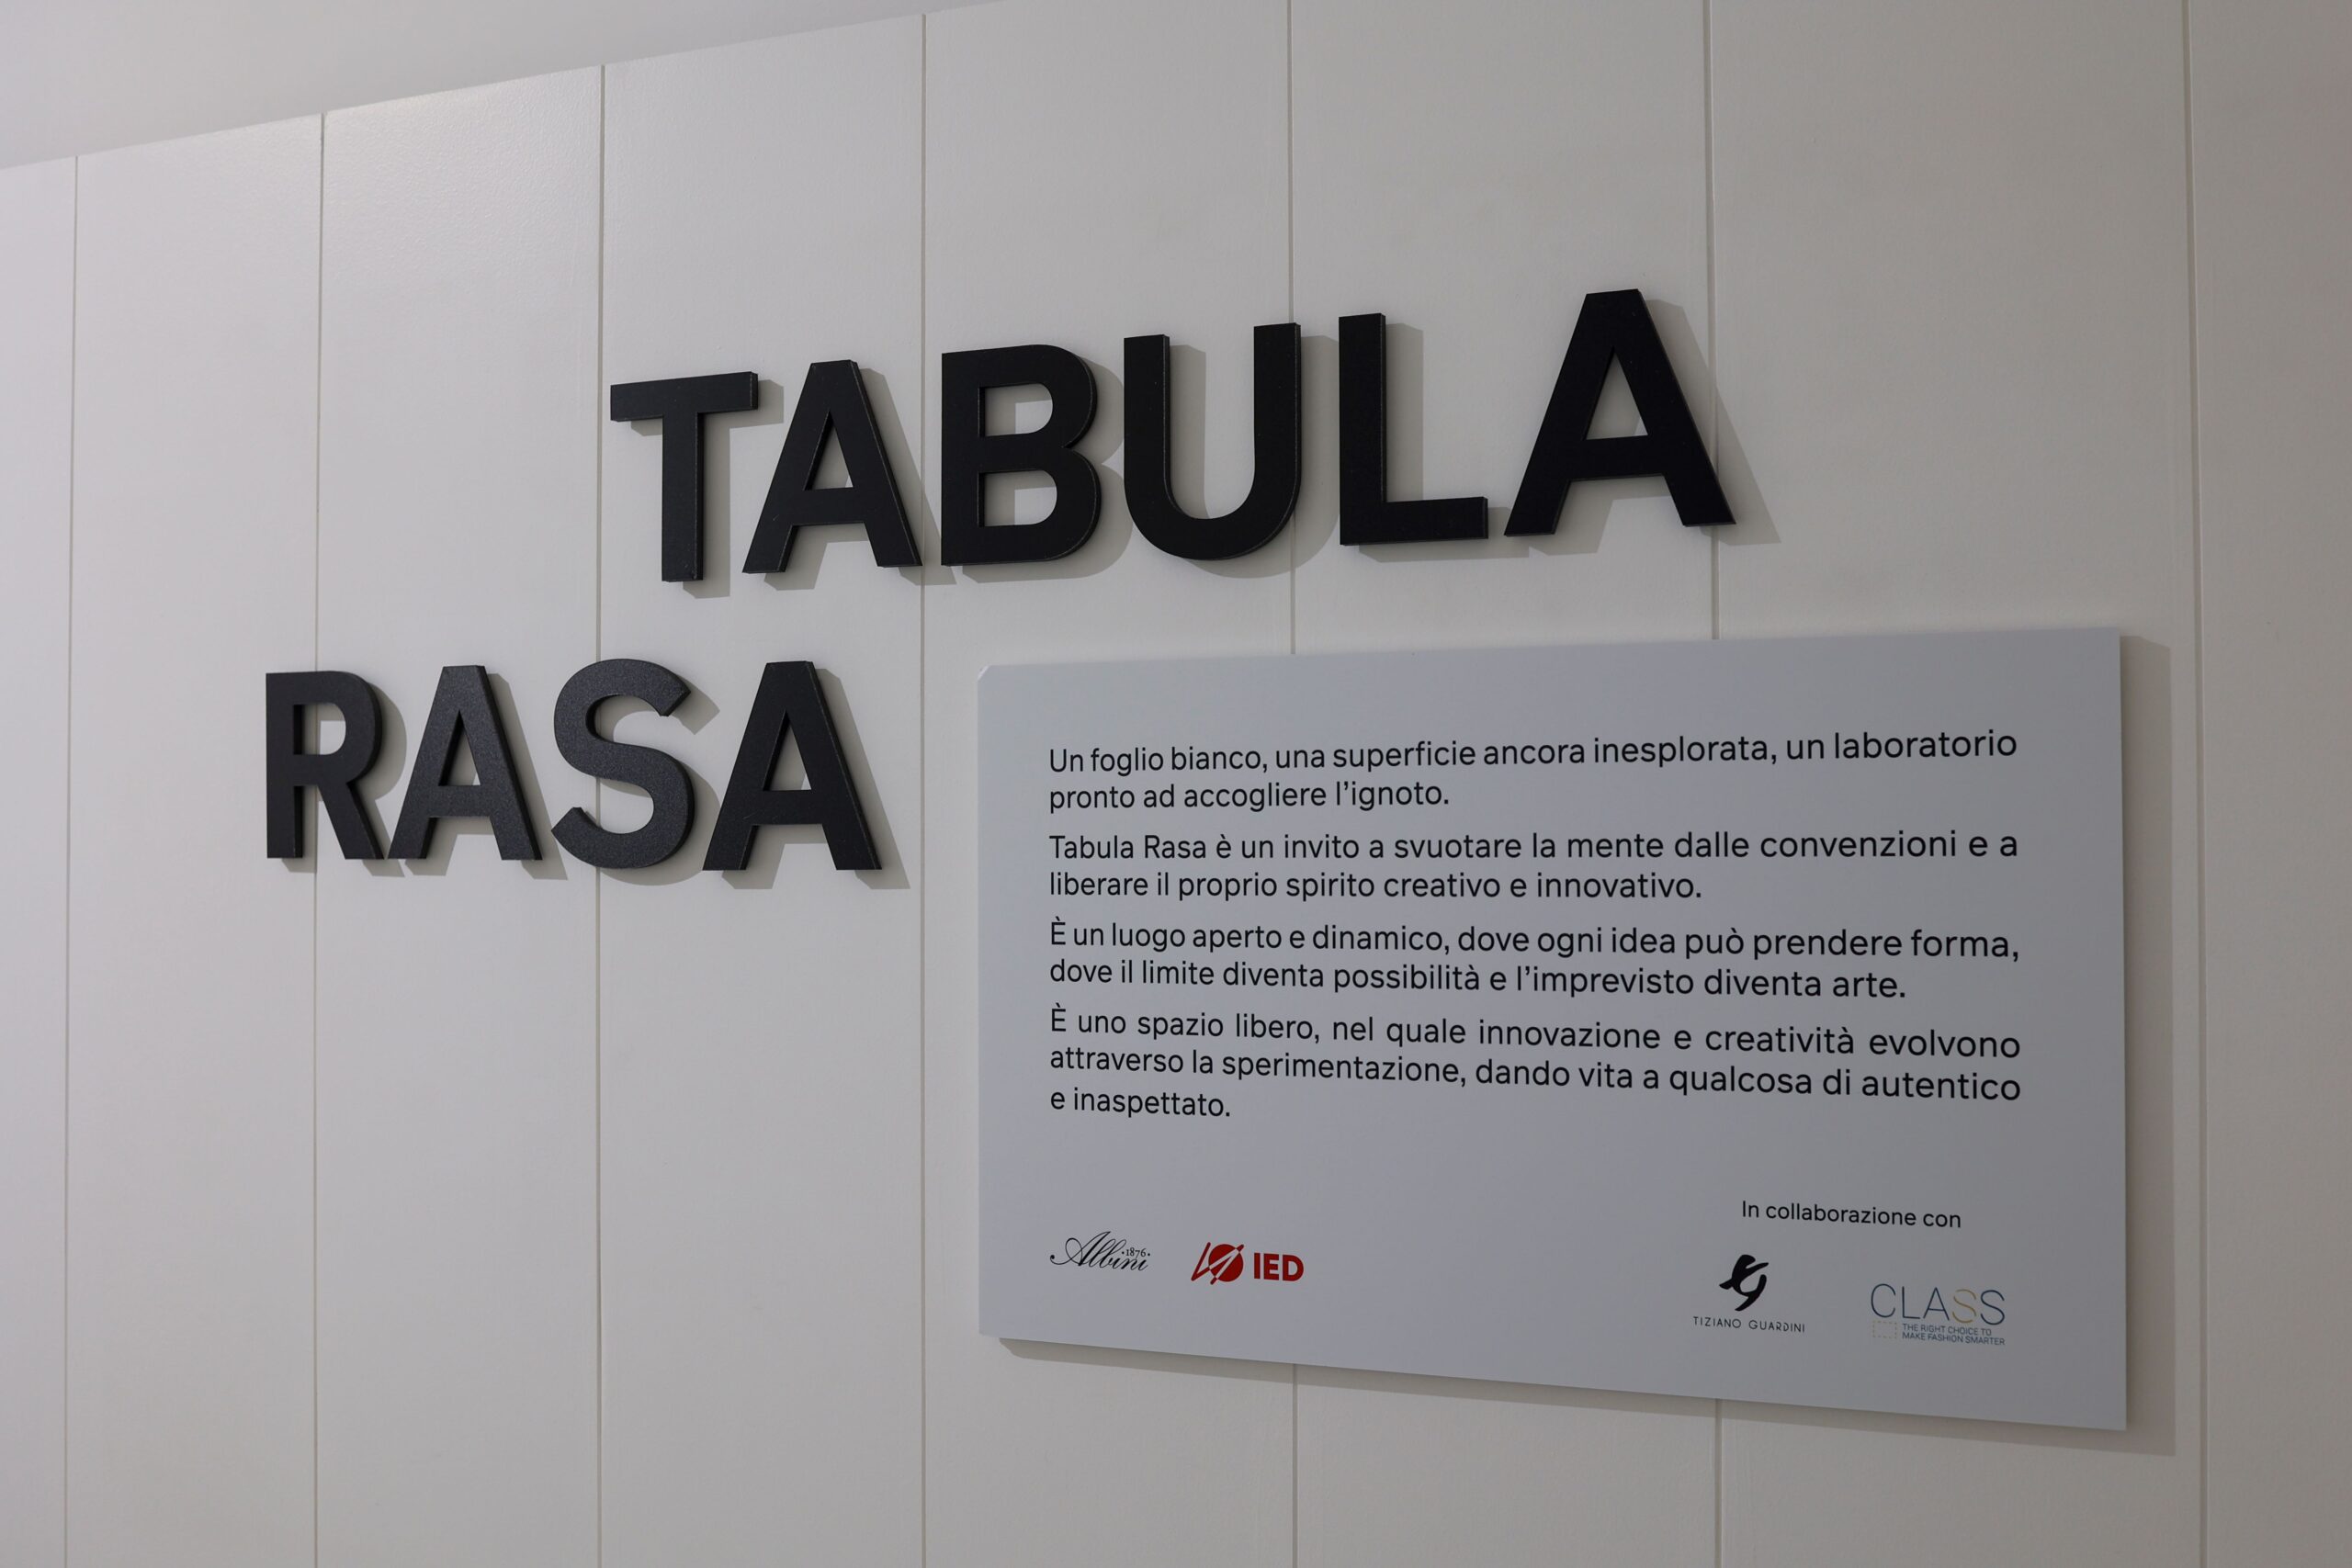 TABULA
RASA
Un foglio bianco, una superficie ancora inesplorata, un laboratorio
pronto ad accogliere l'ignoto.
Tabula Rasa è un invito a svuotare la mente dalle convenzioni e a
liberare il proprio spirito creativo e innovativo.
È un luogo aperto e dinamico, dove ogni idea può prendere forma,
dove il limite diventa possibilità e l'imprevisto diventa arte.
È uno spazio libero, nel quale innovazione e creatività evolvono
attraverso la sperimentazione, dando vita a qualcosa di autentico
e inaspettato.
Albini ·1876·
IED
In collaborazione con
TIZIANO GUARDINI
CLASS
THE RIGHT CHOICE TO
MAKE FASHION SMARTER